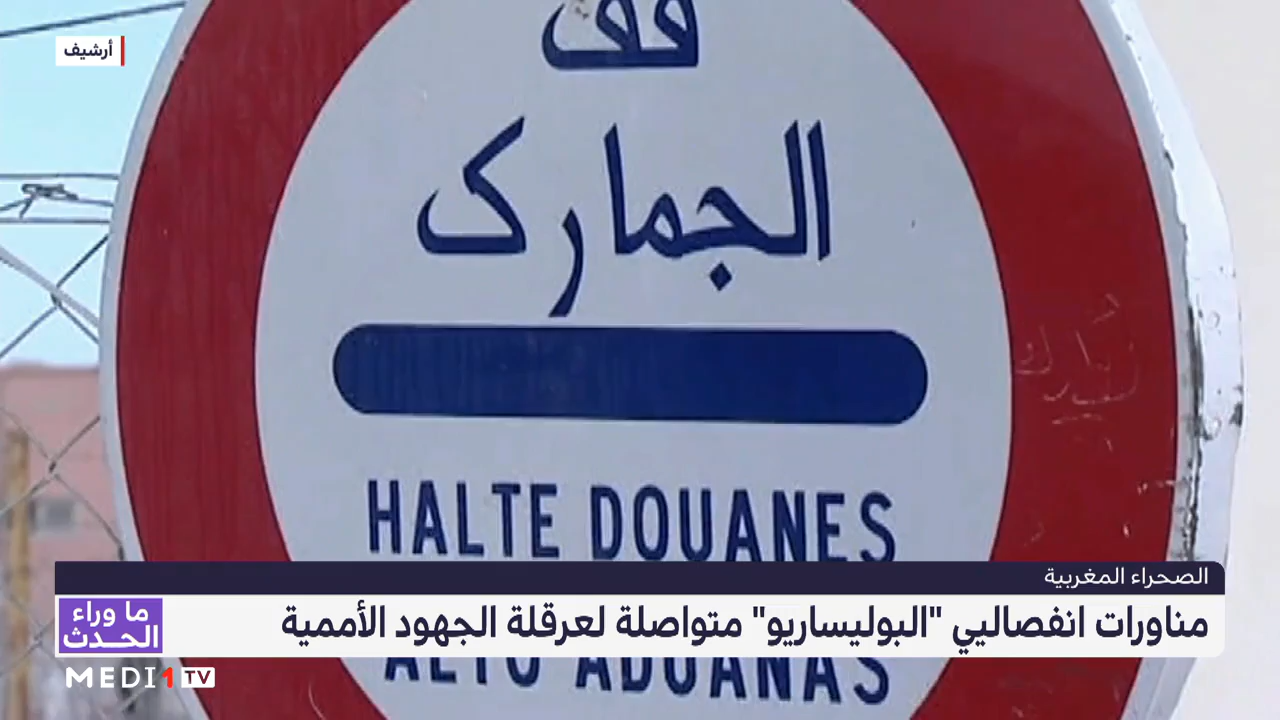 أرشيف
قف
الجمارك
HALTE DOUANES
ALTO ADUANAS
الصحراء المغربية
مناورات انفصاليي "البوليساريو" متواصلة لعرقلة الجهود الأممية
ما وراء
الحدث
MEDI1TV